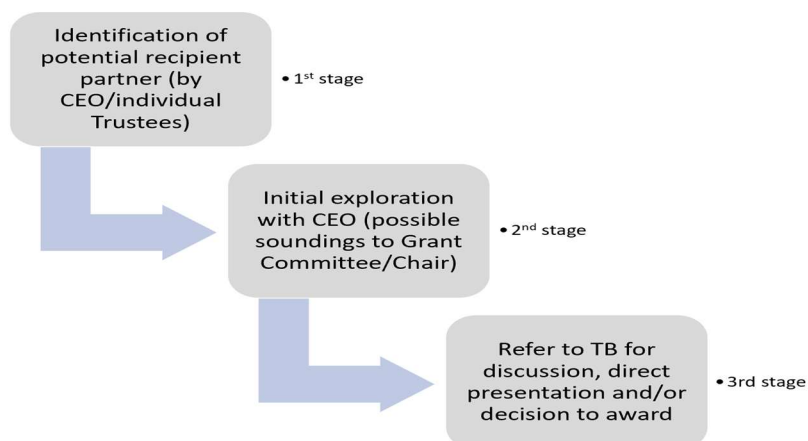 Identification of
potential recipient
partner (by
CEO/individual
Trustees)
• 1st stage
Initial exploration
with CEO (possible
soundings to Grant
Committee/Chair)
• 2nd stage
Refer to TB for
discussion, direct
presentation and/or
decision to award
• 3rd stage